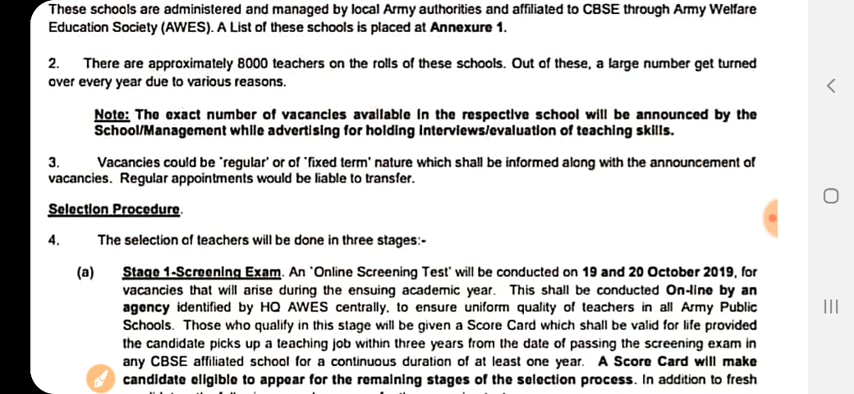 These schools are administered and managed by local Army authorities and affiliated to CBSE through Army Welfare
Education Society (AWES). A List of these schools is placed at Annexure 1.
2. There are approximately 8000 teachers on the rolls of these schools. Out of these, a large number get turned
over every year due to various reasons.
Note: The exact number of vacancies available in the respective school will be announced by the
School/Management while advertising for holding interviews/evaluation of teaching skills.
3. Vacancies could be 'regular' or of 'fixed term' nature which shall be informed along with the announcement of
vacancies. Regular appointments would be liable to transfer.
Selection Procedure.
4. The selection of teachers will be done in three stages:-
(a) Stage 1-Screening Exam. An 'Online Screening Test' will be conducted on 19 and 20 October 2019, for
vacancies that will arise during the ensuing academic year. This shall be conducted On-line by an
agency identified by HQ AWES centrally, to ensure uniform quality of teachers in all Army Public
Schools. Those who qualify in this stage will be given a Score Card which shall be valid for life provided
the candidate picks up a teaching job within three years from the date of passing the screening exam in
any CBSE affiliated school for a continuous duration of at least one year. A Score Card will make
candidate eligible to appear for the remaining stages of the selection process. In addition to fresh